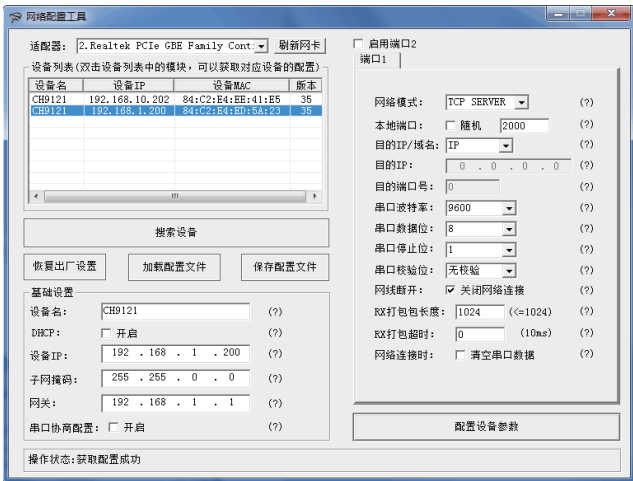 网络配置工具
适配器: 2.Realtek PCIe GBE Family Cont: 刷新网卡
设备列表(双击设备列表中的模块，可以获取对应设备的配置)
设备名 设备IP 设备MAC 版本
CH9121 192.168.10.202 84:C2:E4:EE:41:E5 35
CH9121 192.168.1.200 84:C2:E4:ED:5A:23 35
搜索设备
恢复出厂设置 加载配置文件 保存配置文件
基础设置
设备名: CH9121 (?)
DHCP: 开启 (?)
设备IP: 192 . 168 . 1 . 200 (?)
子网掩码: 255 . 255 . 0 . 0 (?)
网关: 192 . 168 . 1 . 1 (?)
串口协商配置: 开启 (?)
启用端口2
端口1
网络模式: TCP SERVER (?)
本地端口: 随机 2000 (?)
目的IP/域名: IP (?)
目的IP: 0 . 0 . 0 . 0 (?)
目的端口号: 0 (?)
串口波特率: 9600 (?)
串口数据位: 8 (?)
串口停止位: 1 (?)
串口校验位: 无校验 (?)
网线断开: 关闭网络连接 (?)
RX打包包长度: 1024 (<=1024) (?)
RX打包超时: 0 (10ms) (?)
网络连接时: 清空串口数据 (?)
配置设备参数
操作状态:获取配置成功